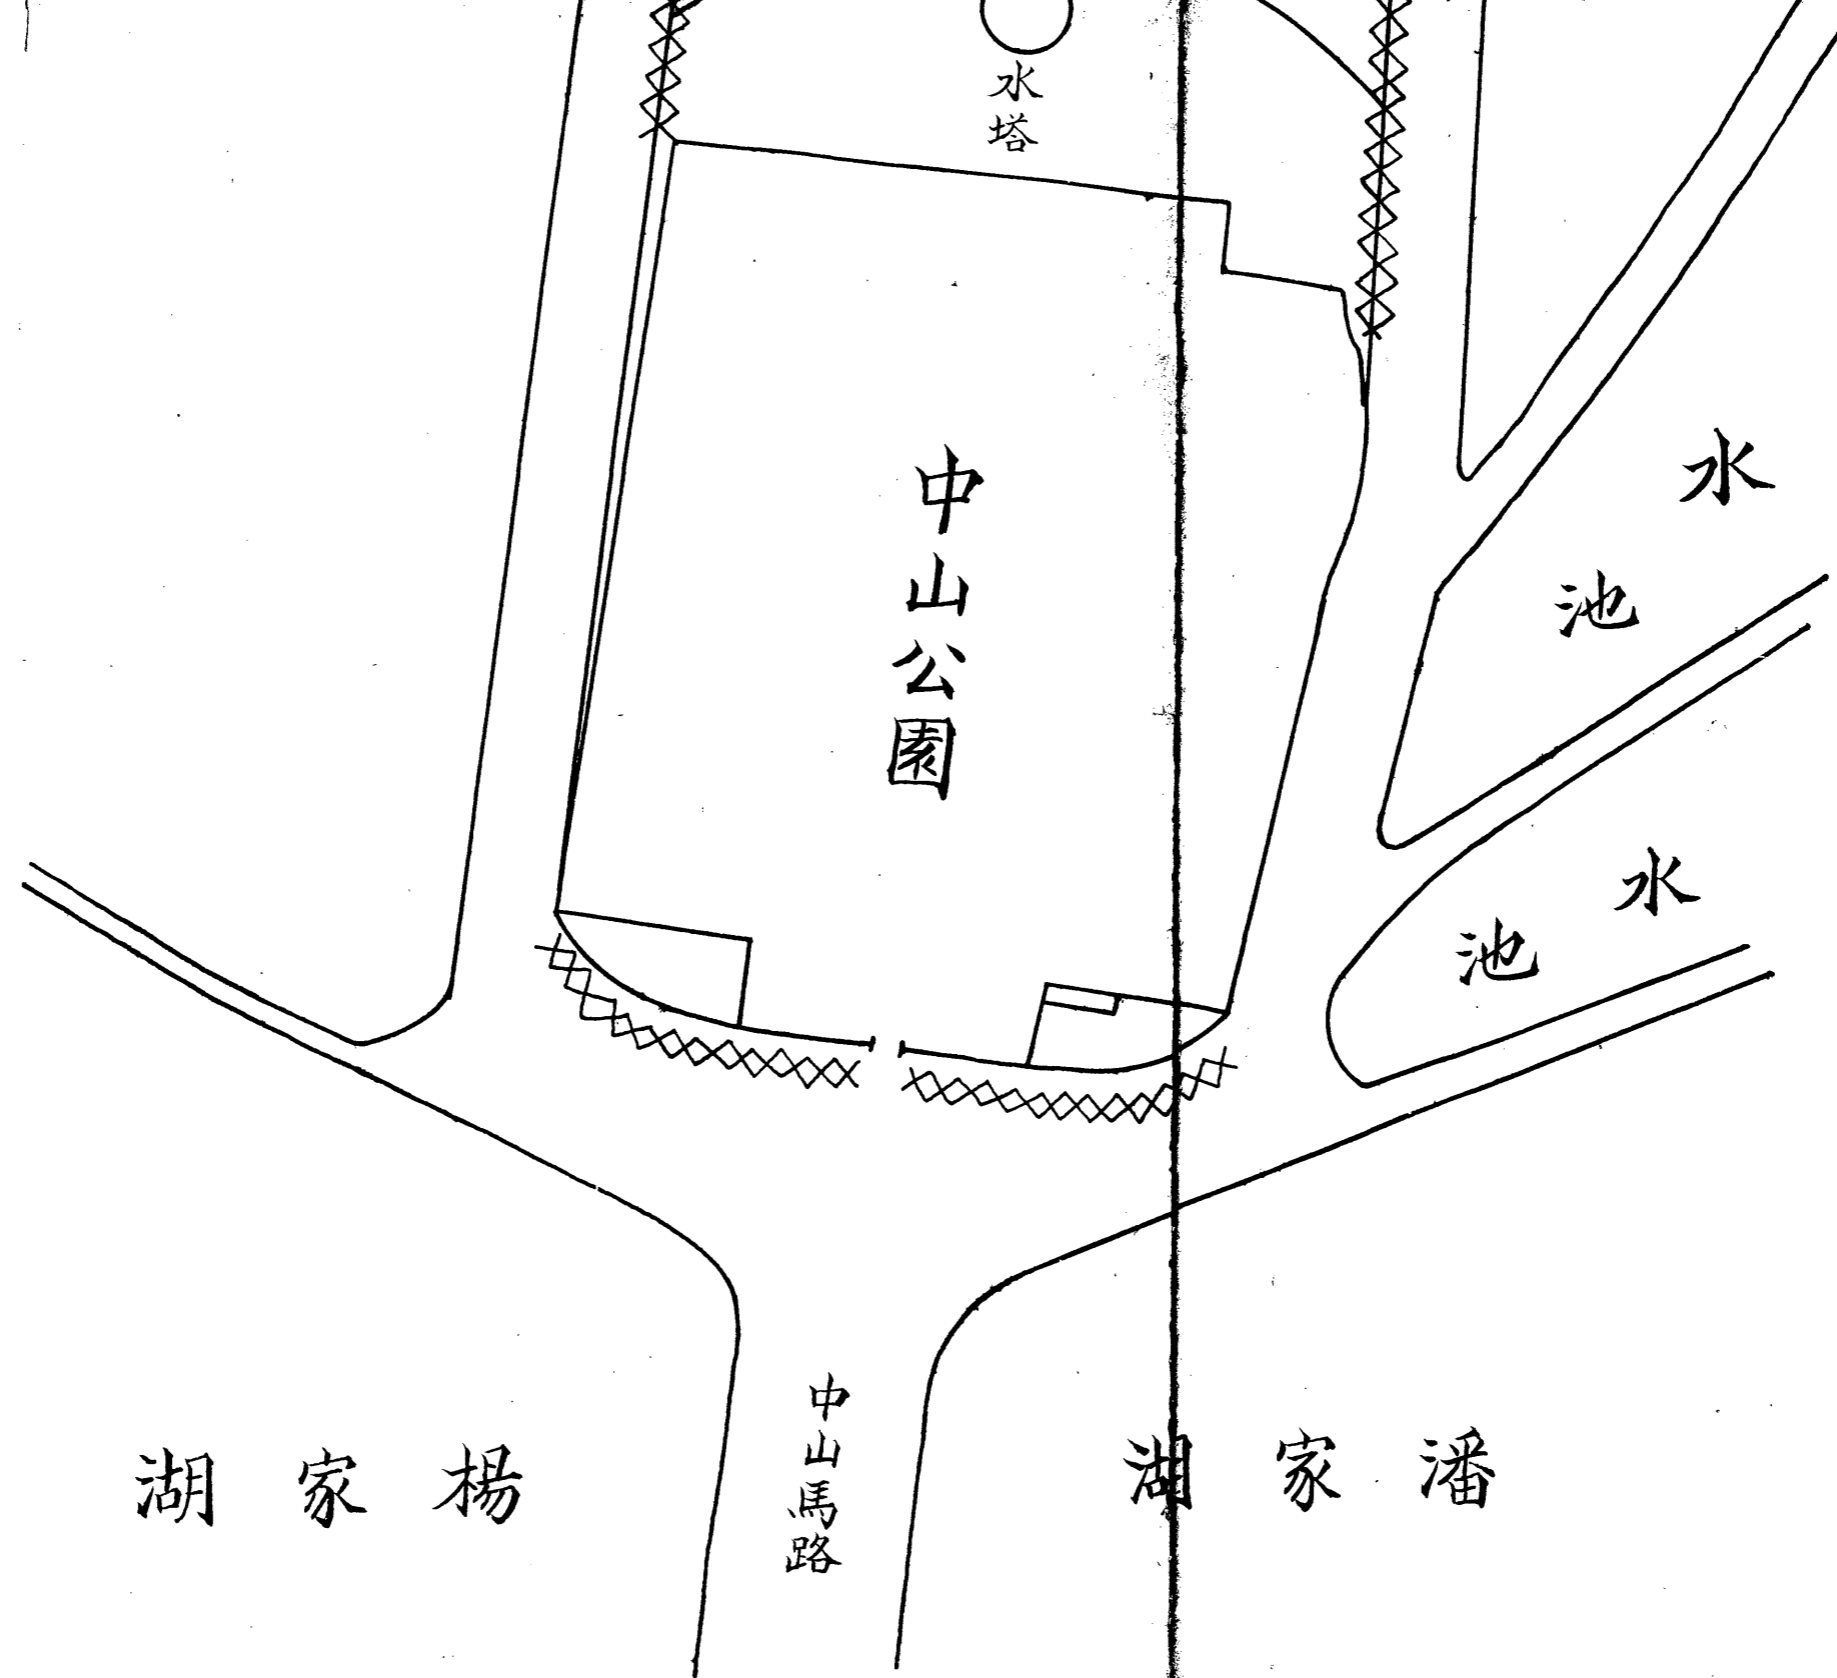 水塔
中山公園
水池
水池
中山馬路
潘家湖
楊家湖